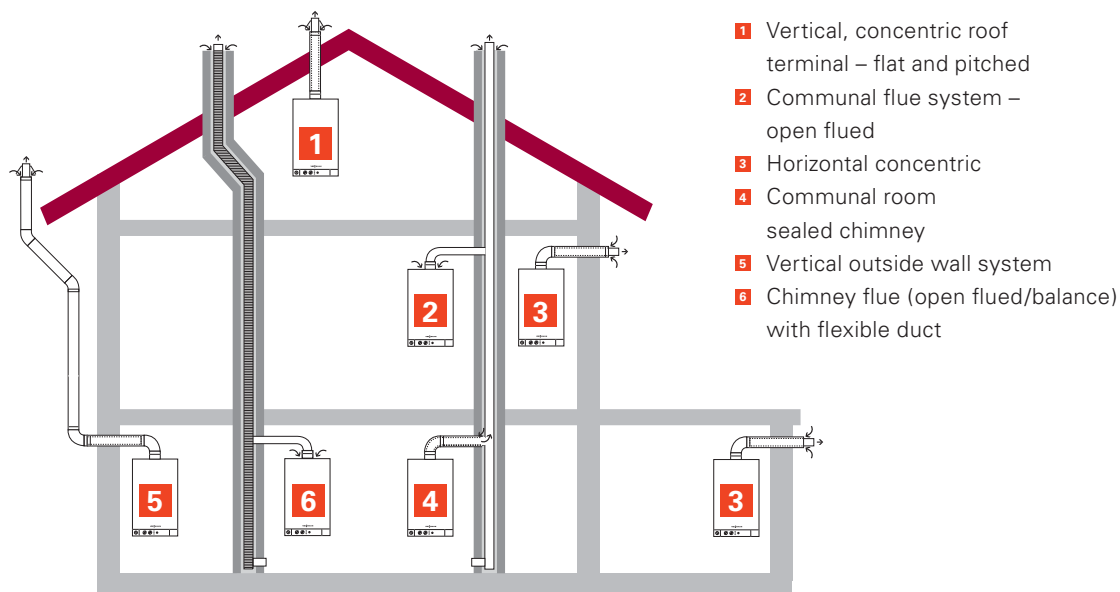 1
2
3
5
6
4
3
1 Vertical, concentric roof
terminal – flat and pitched
2 Communal flue system –
open flued
3 Horizontal concentric
4 Communal room
sealed chimney
5 Vertical outside wall system
6 Chimney flue (open flued/balance)
with flexible duct